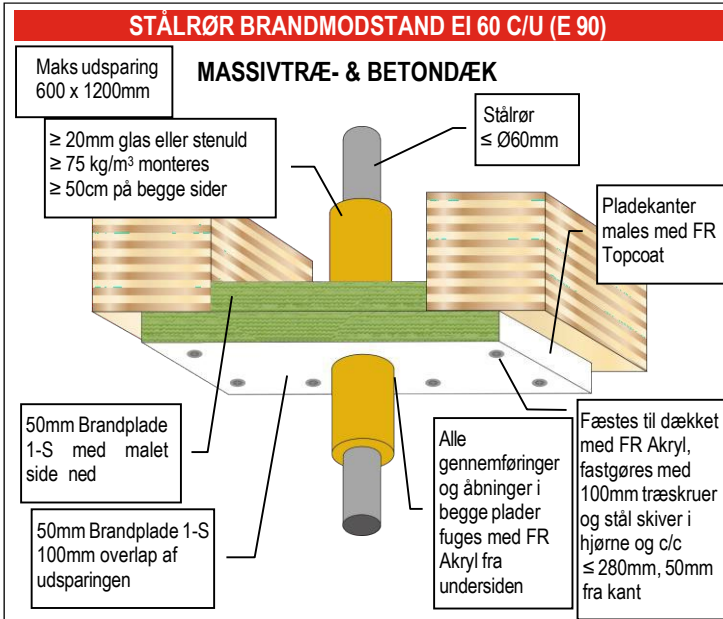 STÅLRØR BRANDMODSTAND EI 60 C/U (E 90)
Maks udsparing
600 x 1200mm
MASSIVTRÆ- & BETONDÆK
≥ 20mm glas eller stenuld
≥ 75 kg/m³ monteres
≥ 50cm på begge sider
Stålrør
≤ Ø60mm
Pladekanter
males med FR
Topcoat
50mm Brandplade
1-S med malet
side ned
50mm Brandplade 1-S
100mm overlap af
udsparingen
Alle
gennemføringer
og åbninger i
begge plader
fuges med FR
Akryl fra
undersiden
Fæstes til dækket
med FR Akryl,
fastgøres med
100mm træskruer
og stål skiver i
hjørne og c/c
≤ 280mm, 50mm
fra kant